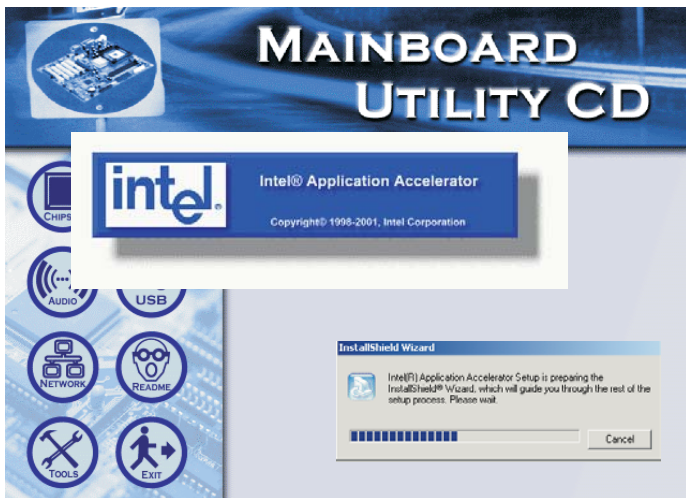 MAINBOARD
UTILITY CD
intel.
Intel® Application Accelerator
Copyright© 1998-2001, Intel Corporation
CHIPS
AUDIO
USB
NETWORK
README
TOOLS
EXIT
InstallShield Wizard
Intel(R) Application Accelerator Setup is preparing the
InstallShield® Wizard, which will guide you through the rest of the
setup process. Please wait.
Cancel